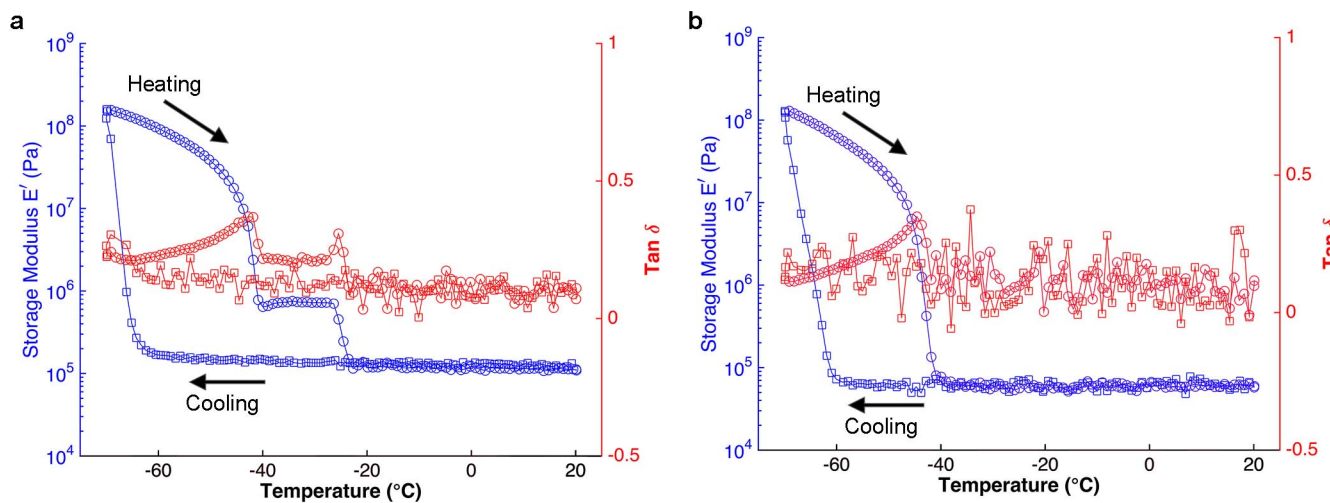 a
10⁹
10⁸
10⁷
10⁶
10⁵
10⁴
Storage Modulus E′ (Pa)
Heating
Cooling
1
0.5
0
-0.5
Tan δ
-60
-40
-20
0
20
Temperature (°C)
b
10⁹
10⁸
10⁷
10⁶
10⁵
10⁴
Storage Modulus E′ (Pa)
Heating
Cooling
1
0.5
0
-0.5
Tan δ
-60
-40
-20
0
20
Temperature (°C)